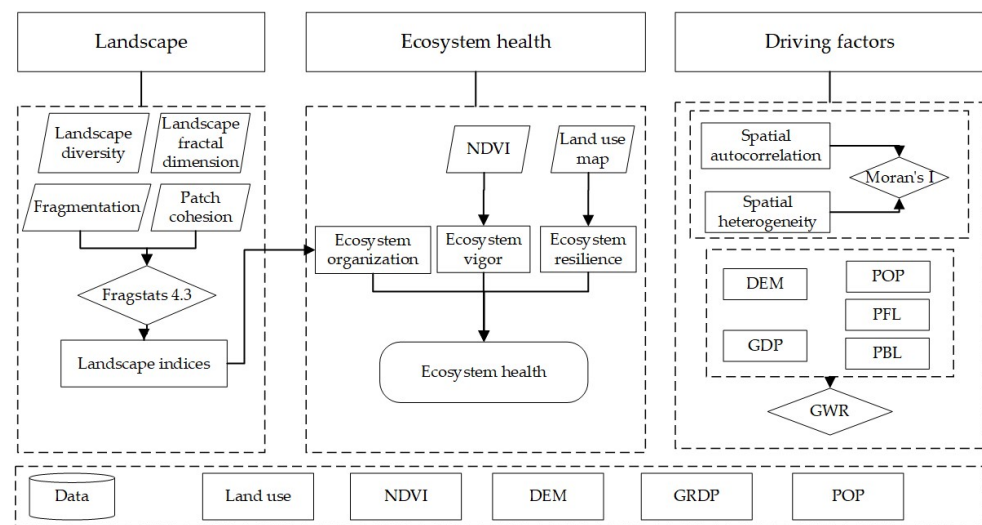 Landscape
Ecosystem health
Driving factors
Landscape
diversity
Landscape
fractal
dimension
Fragmentation
Patch
cohesion
Fragstats 4.3
Landscape indices
NDVI
Land use
map
Ecosystem
organization
Ecosystem
vigor
Ecosystem
resilience
Ecosystem health
Spatial
autocorrelation
Moran's I
Spatial
heterogeneity
DEM
POP
PFL
GDP
PBL
GWR
Data
Land use
NDVI
DEM
GRDP
POP